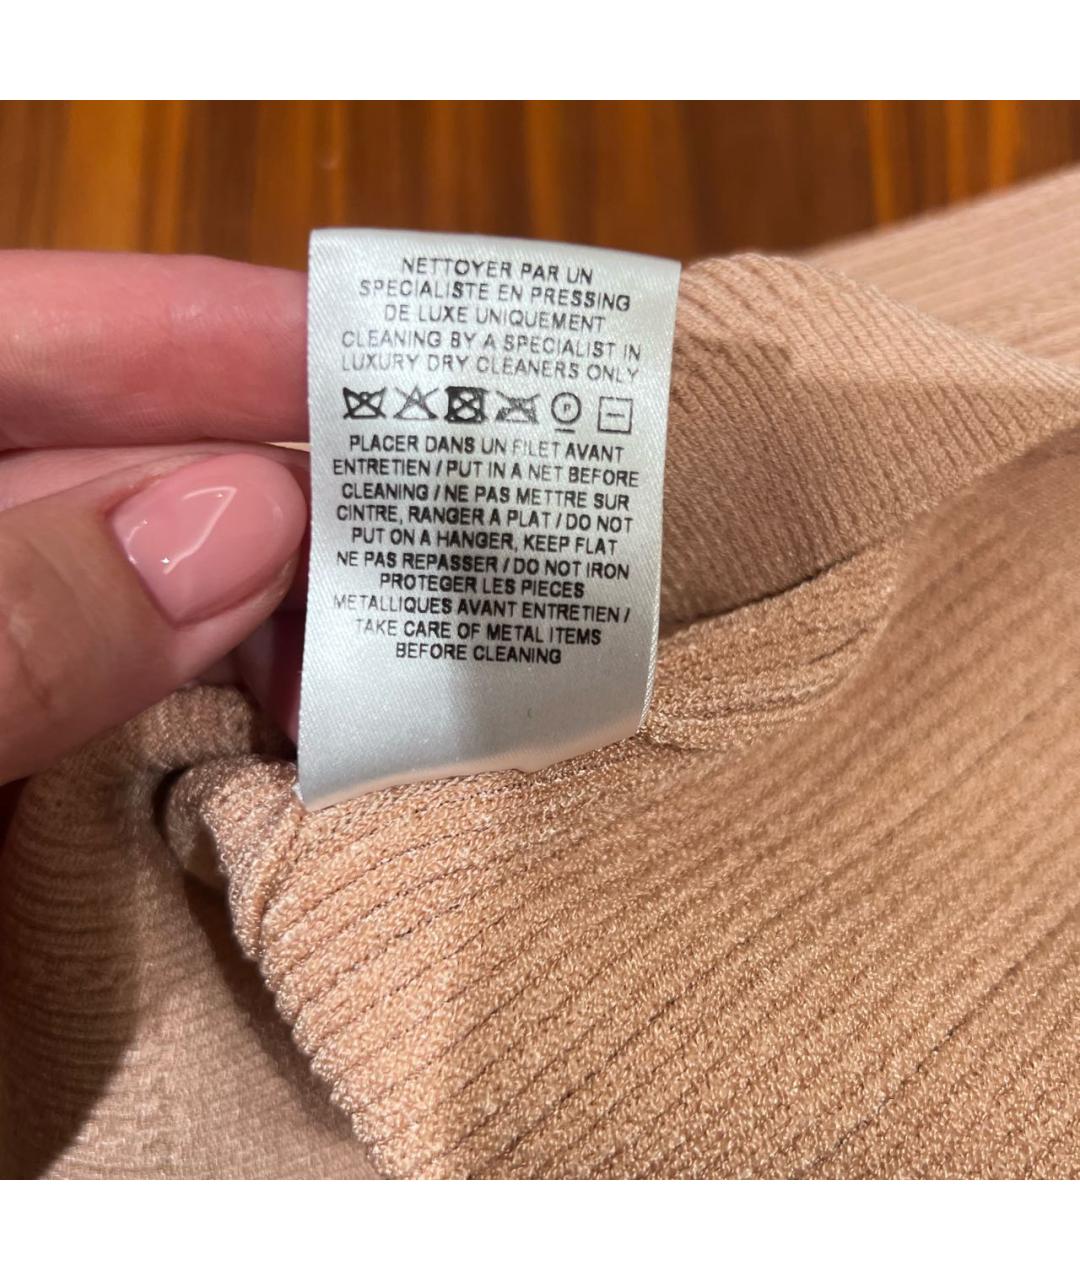 NETTOYER PAR UN
SPECIALISTE EN PRESSING
DE LUXE UNIQUEMENT
CLEANING BY A SPECIALIST IN
LUXURY DRY CLEANERS ONLY
P
PLACER DANS UN FILET AVANT
ENTRETIEN / PUT IN A NET BEFORE
CLEANING / NE PAS METTRE SUR
CINTRE, RANGER A PLAT / DO NOT
PUT ON A HANGER, KEEP FLAT
NE PAS REPASSER / DO NOT IRON
PROTEGER LES PIECES
METALLIQUES AVANT ENTRETIEN /
TAKE CARE OF METAL ITEMS
BEFORE CLEANING